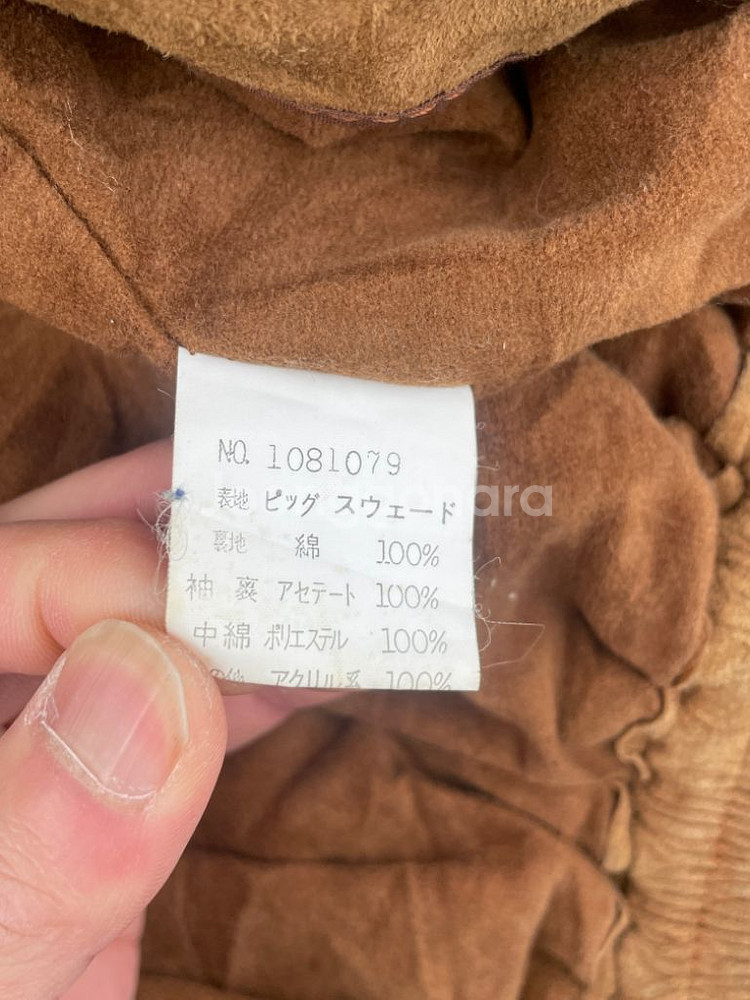 NO. 1081079
表地 ピッグ スウェード
裏地 綿 100%
袖裏 アセテート 100%
中綿 ポリエステル 100%
の他 アクリル系 100%